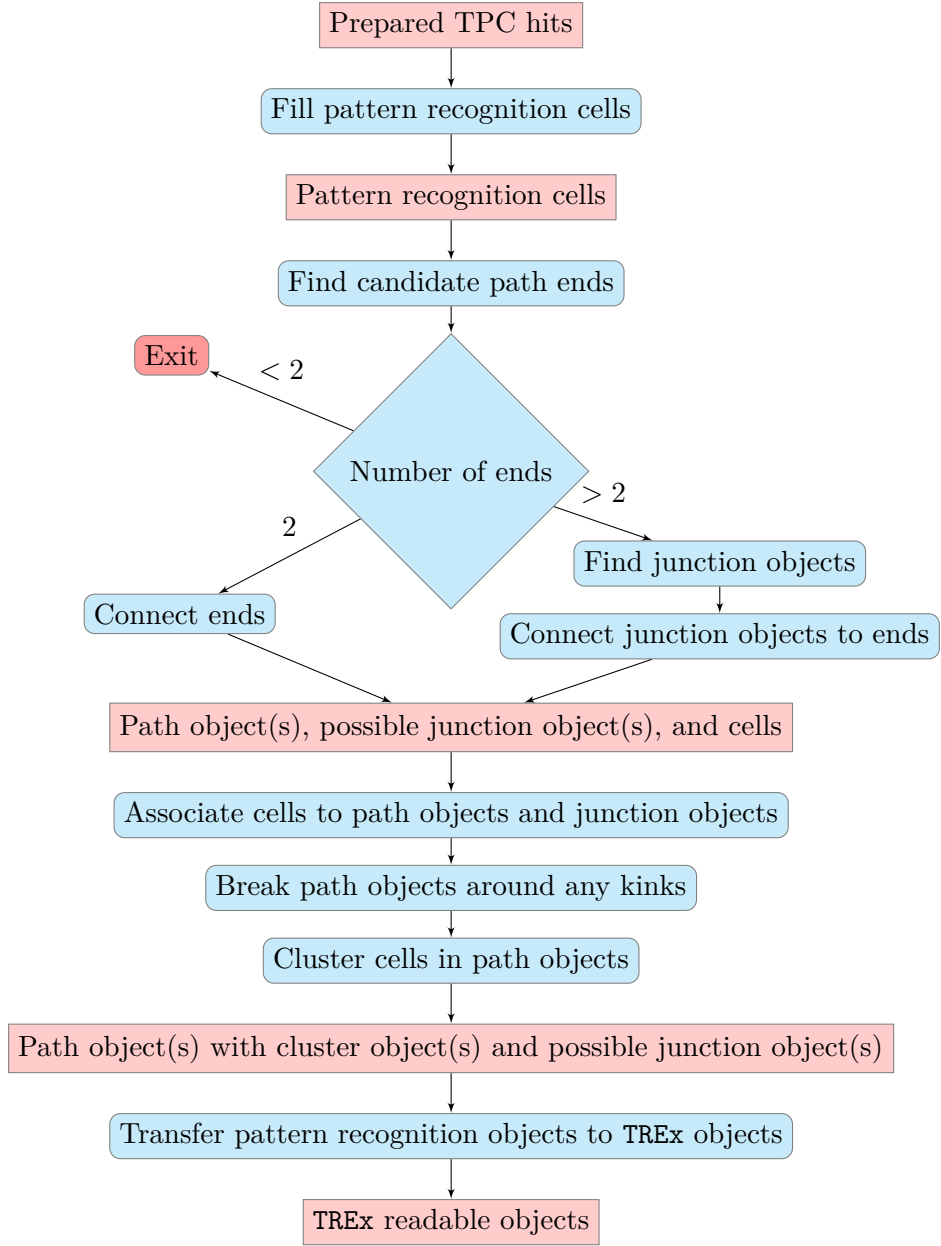 Prepared TPC hits
Fill pattern recognition cells
Pattern recognition cells
Find candidate path ends
Exit
< 2
Number of ends
> 2
2
Find junction objects
Connect ends
Connect junction objects to ends
Path object(s), possible junction object(s), and cells
Associate cells to path objects and junction objects
Break path objects around any kinks
Cluster cells in path objects
Path object(s) with cluster object(s) and possible junction object(s)
Transfer pattern recognition objects to TREx objects
TREx readable objects